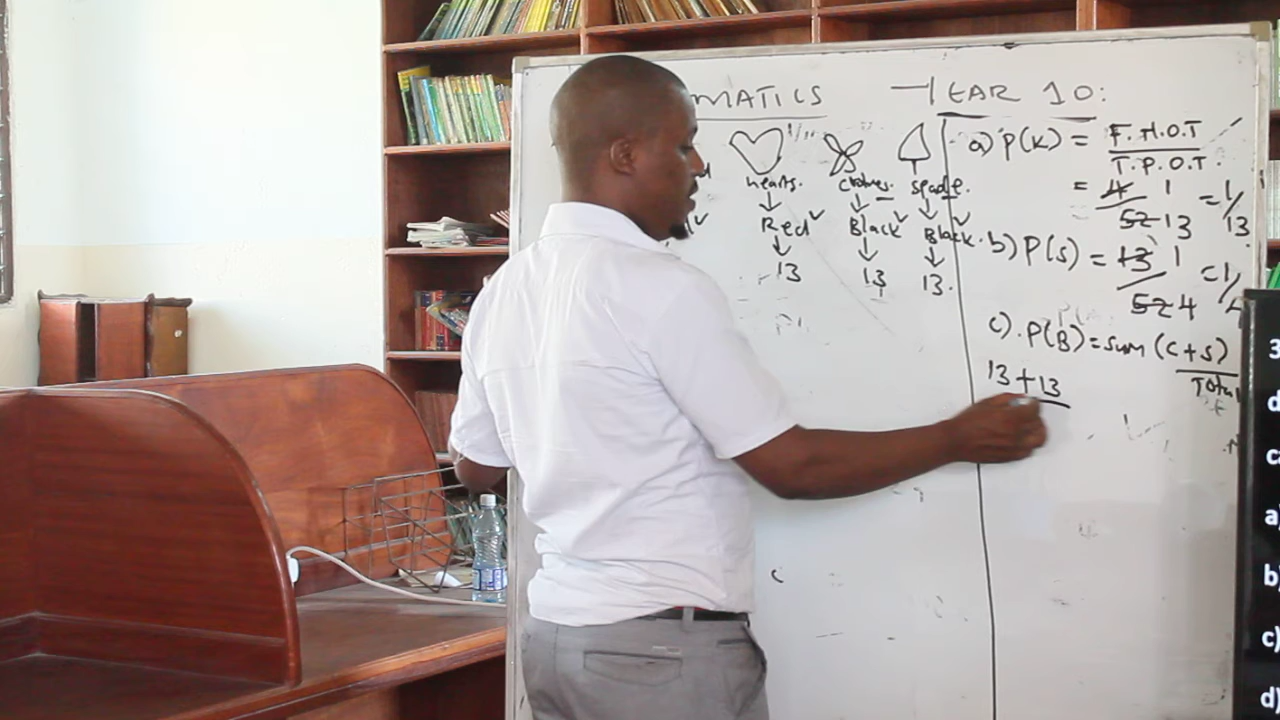 MATICS YEAR 10:
hearts. spade.
Red Black Black.
13 13 13.
a) P(K) = F.H.O.T
T.P.O.T.
= 4 1 = 1/13
52 13
b) P(S) = 13 1 = 1/4
52 4
c). P(B) = sum (c+s)
Total
13 + 13
3
d
c
a
b)
c)
d)